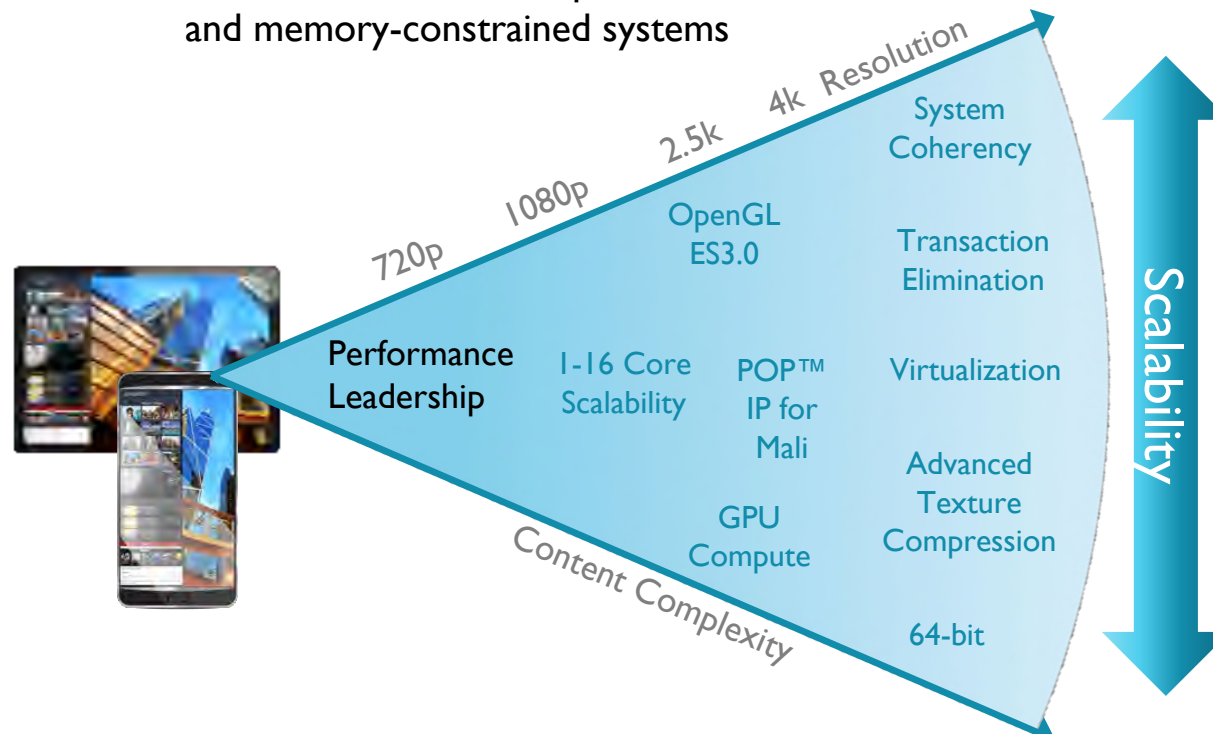 and memory-constrained systems
720p
1080p
2.5k
4k Resolution
System
Coherency
OpenGL
ES3.0
Transaction
Elimination
Performance
Leadership
1-16 Core
Scalability
POP™
IP for
Mali
Virtualization
Advanced
Texture
Compression
GPU
Compute
64-bit
Content Complexity
Scalability